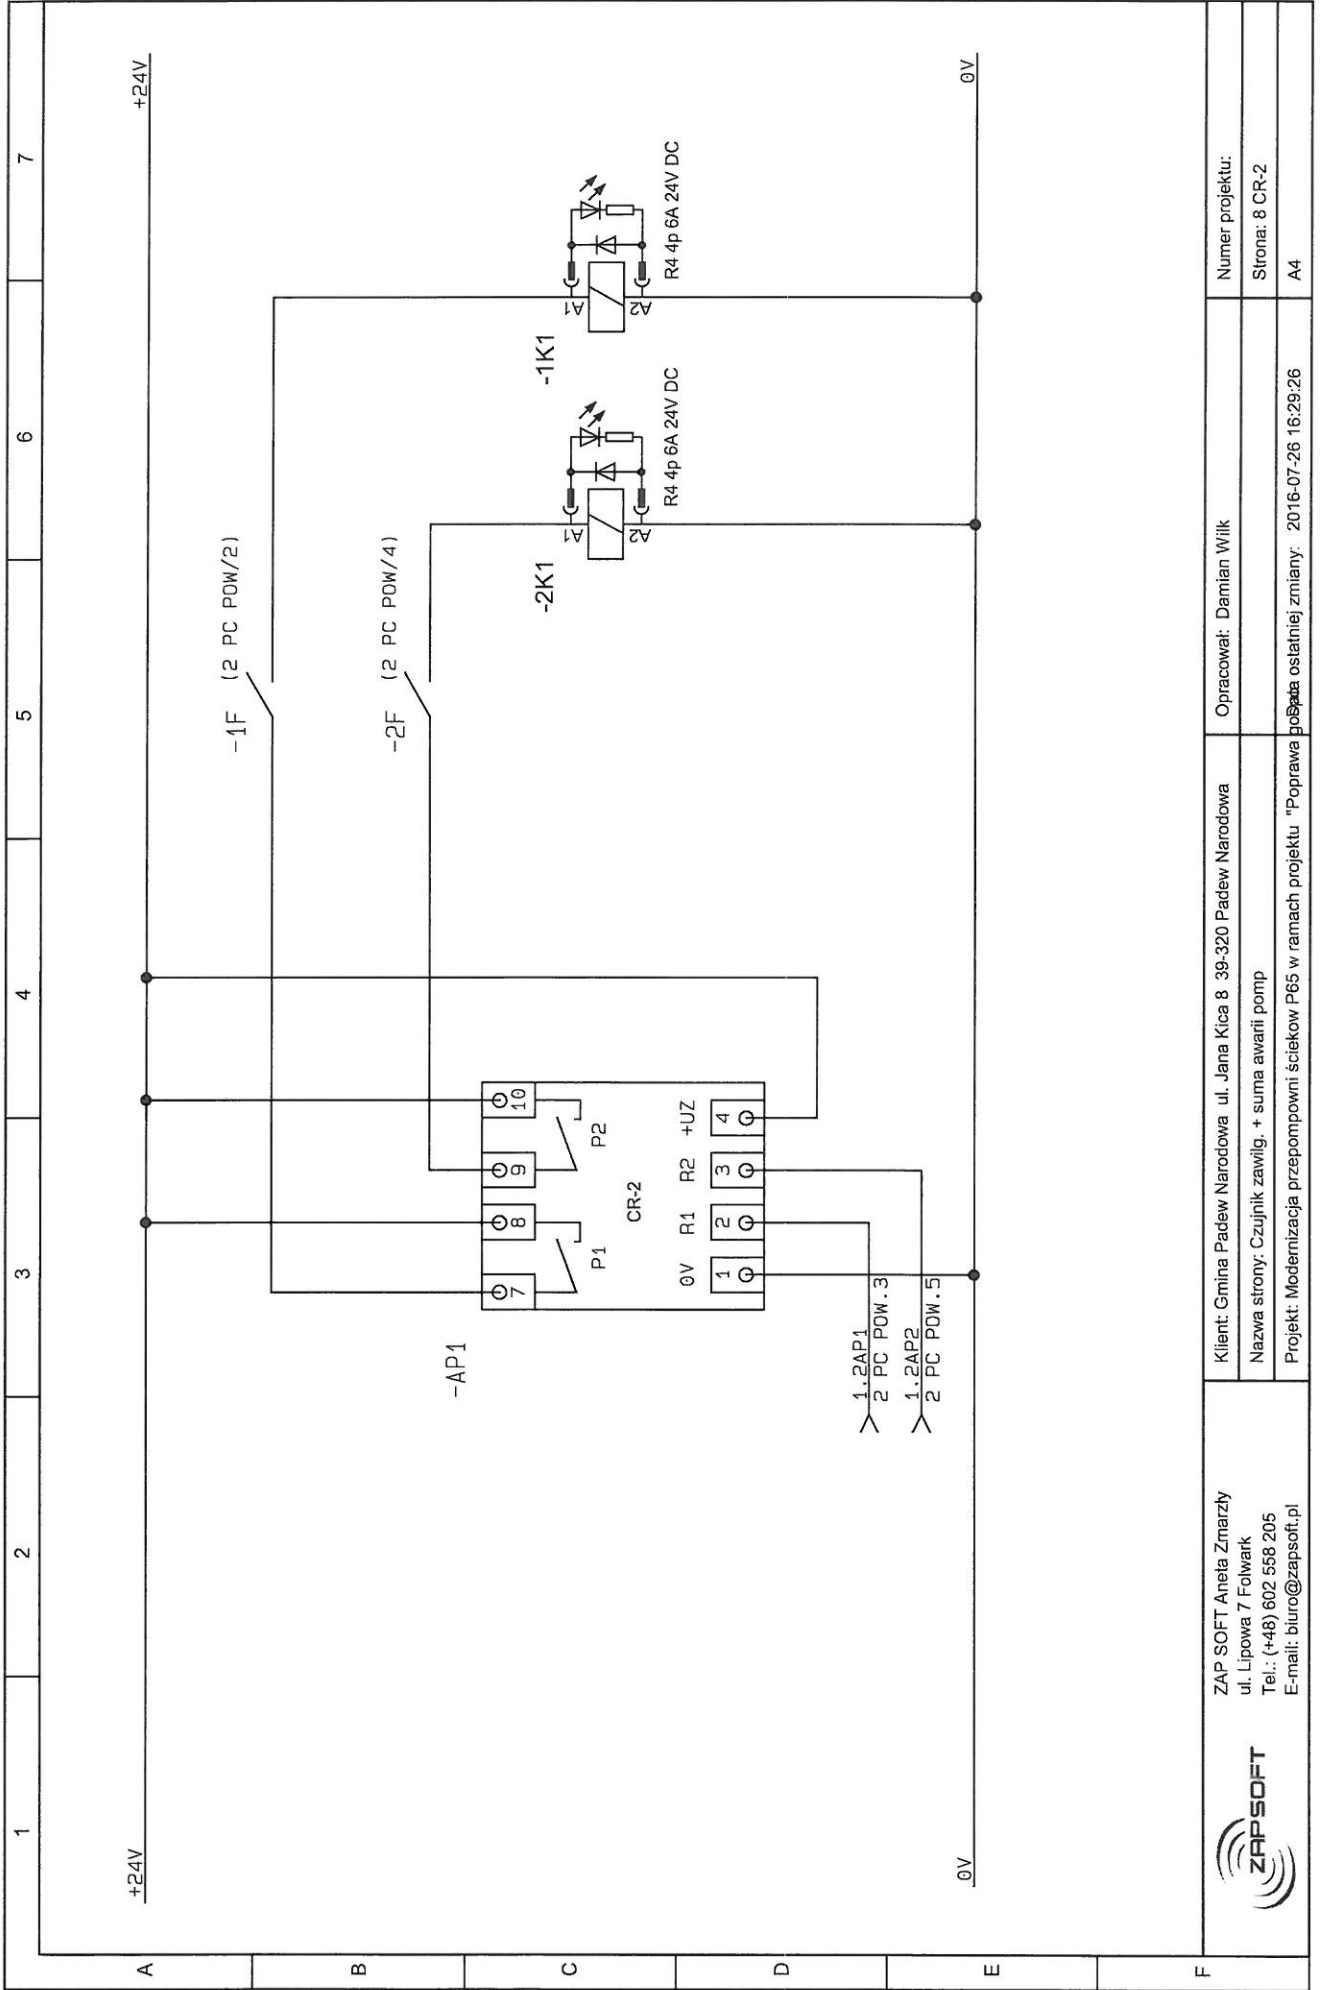 1
2
3
4
5
6
7
A
B
C
D
E
F
+24V
+24V
-1F
(2 PC POW/2)
-2F
(2 PC POW/4)
-AP1
7
8
9
10
P1
P2
CR-2
0V
R1
R2
+UZ
1
2
3
4
-2K1
A1
A2
R4 4p 6A 24V DC
-1K1
A1
A2
R4 4p 6A 24V DC
1.2AP1
2 PC POW.3
1.2AP2
2 PC POW.5
0V
0V
ZAPSOFT
ZAP SOFT Aneta Zmarzły
ul. Lipowa 7 Folwark
Tel.: (+48) 602 558 205
E-mail: biuro@zapsoft.pl
Klient: Gmina Padew Narodowa ul. Jana Kica 8 39-320 Padew Narodowa
Nazwa strony: Czujnik zawilg. + suma awarii pomp
Projekt: Modernizacja przepompowni ściekow P65 w ramach projektu "Poprawa
Opracował: Damian Wilk
ostatniej zmiany: 2016-07-26 16:29:26
Numer projektu:
Strona: 8 CR-2
A4